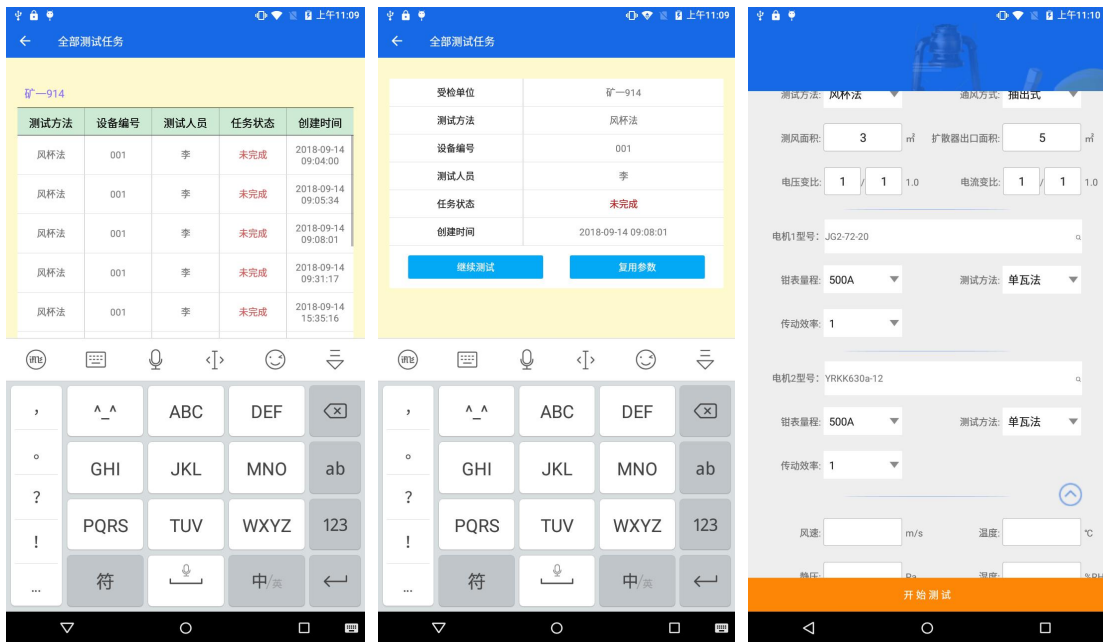 上午11:09
全部测试任务
矿一914
测试方法 设备编号 测试人员 任务状态 创建时间
风杯法 001 李 未完成 2018-09-14 09:04:00
风杯法 001 李 未完成 2018-09-14 09:05:34
风杯法 001 李 未完成 2018-09-14 09:08:01
风杯法 001 李 未完成 2018-09-14 09:31:17
风杯法 001 李 未完成 2018-09-14 15:35:16
, ^_^ ABC DEF
。 GHI JKL MNO ab
? PQRS TUV WXYZ 123
!
... 符 中/英
上午11:09
全部测试任务
受检单位 矿一914
测试方法 风杯法
设备编号 001
测试人员 李
任务状态 未完成
创建时间 2018-09-14 09:08:01
继续测试 复用参数
, ^_^ ABC DEF
。 GHI JKL MNO ab
? PQRS TUV WXYZ 123
!
... 符 中/英
上午11:10
测试方法: 风杯法 通风方式: 抽出式
测风面积: 3 ㎡ 扩散器出口面积: 5 ㎡
电压变比: 1 / 1 1.0 电流变比: 1 / 1 1.0
电机1型号: JG2-72-20
钳表量程: 500A 测试方法: 单瓦法
传动效率: 1
电机2型号: YRKK630a-12
钳表量程: 500A 测试方法: 单瓦法
传动效率: 1
风速: m/s 温度: ℃
静压: Pa 湿度: %RH
开始测试